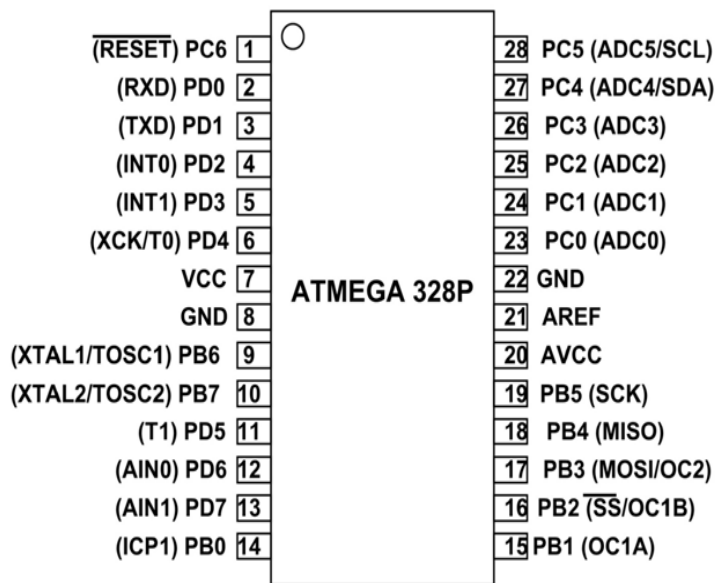 (RESET) PC6 1
(RXD) PD0 2
(TXD) PD1 3
(INT0) PD2 4
(INT1) PD3 5
(XCK/T0) PD4 6
VCC 7
GND 8
(XTAL1/TOSC1) PB6 9
(XTAL2/TOSC2) PB7 10
(T1) PD5 11
(AIN0) PD6 12
(AIN1) PD7 13
(ICP1) PB0 14
ATMEGA 328P
28 PC5 (ADC5/SCL)
27 PC4 (ADC4/SDA)
26 PC3 (ADC3)
25 PC2 (ADC2)
24 PC1 (ADC1)
23 PC0 (ADC0)
22 GND
21 AREF
20 AVCC
19 PB5 (SCK)
18 PB4 (MISO)
17 PB3 (MOSI/OC2)
16 PB2 (SS/OC1B)
15 PB1 (OC1A)